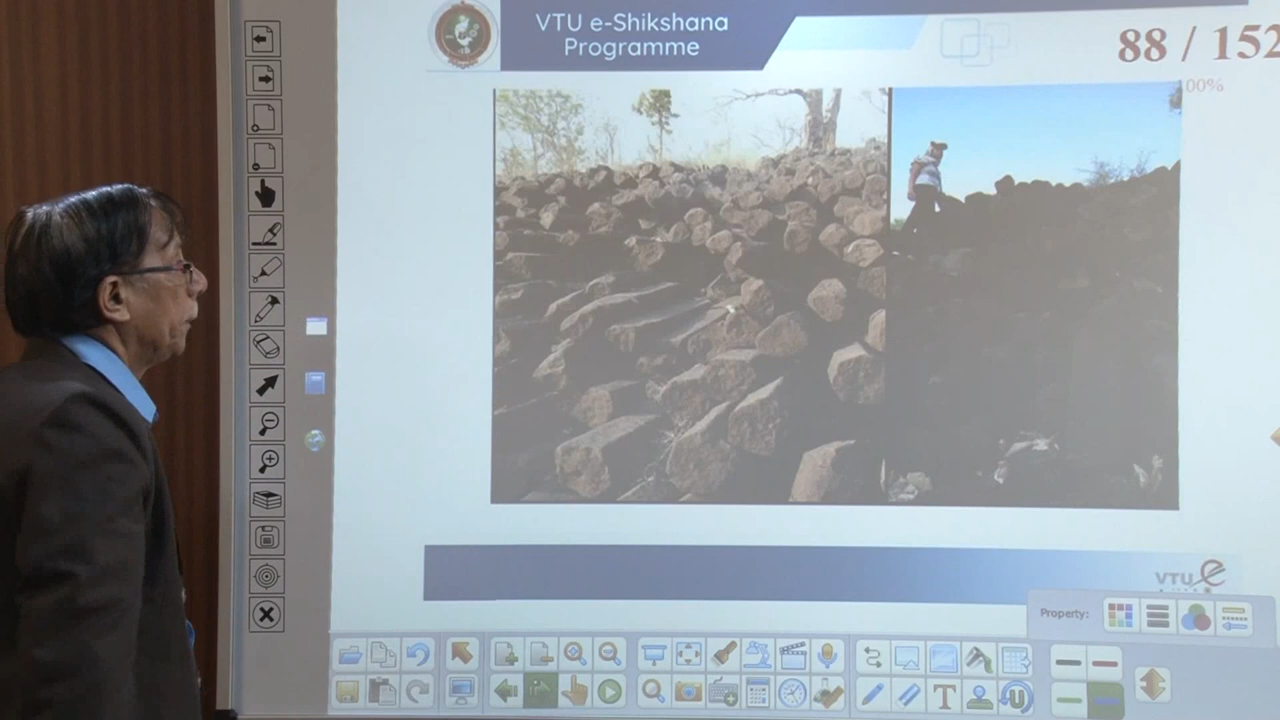 VTU e-Shikshana
Programme
88 / 152
00%
VTU e
Property:
T